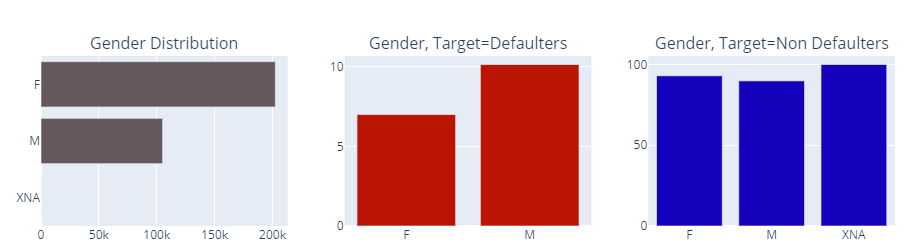 Gender Distribution
F
M
XNA
0 50k 100k 150k 200k
Gender, Target=Defaulters
10
5
0
F M
Gender, Target=Non Defaulters
100
50
0
F M XNA